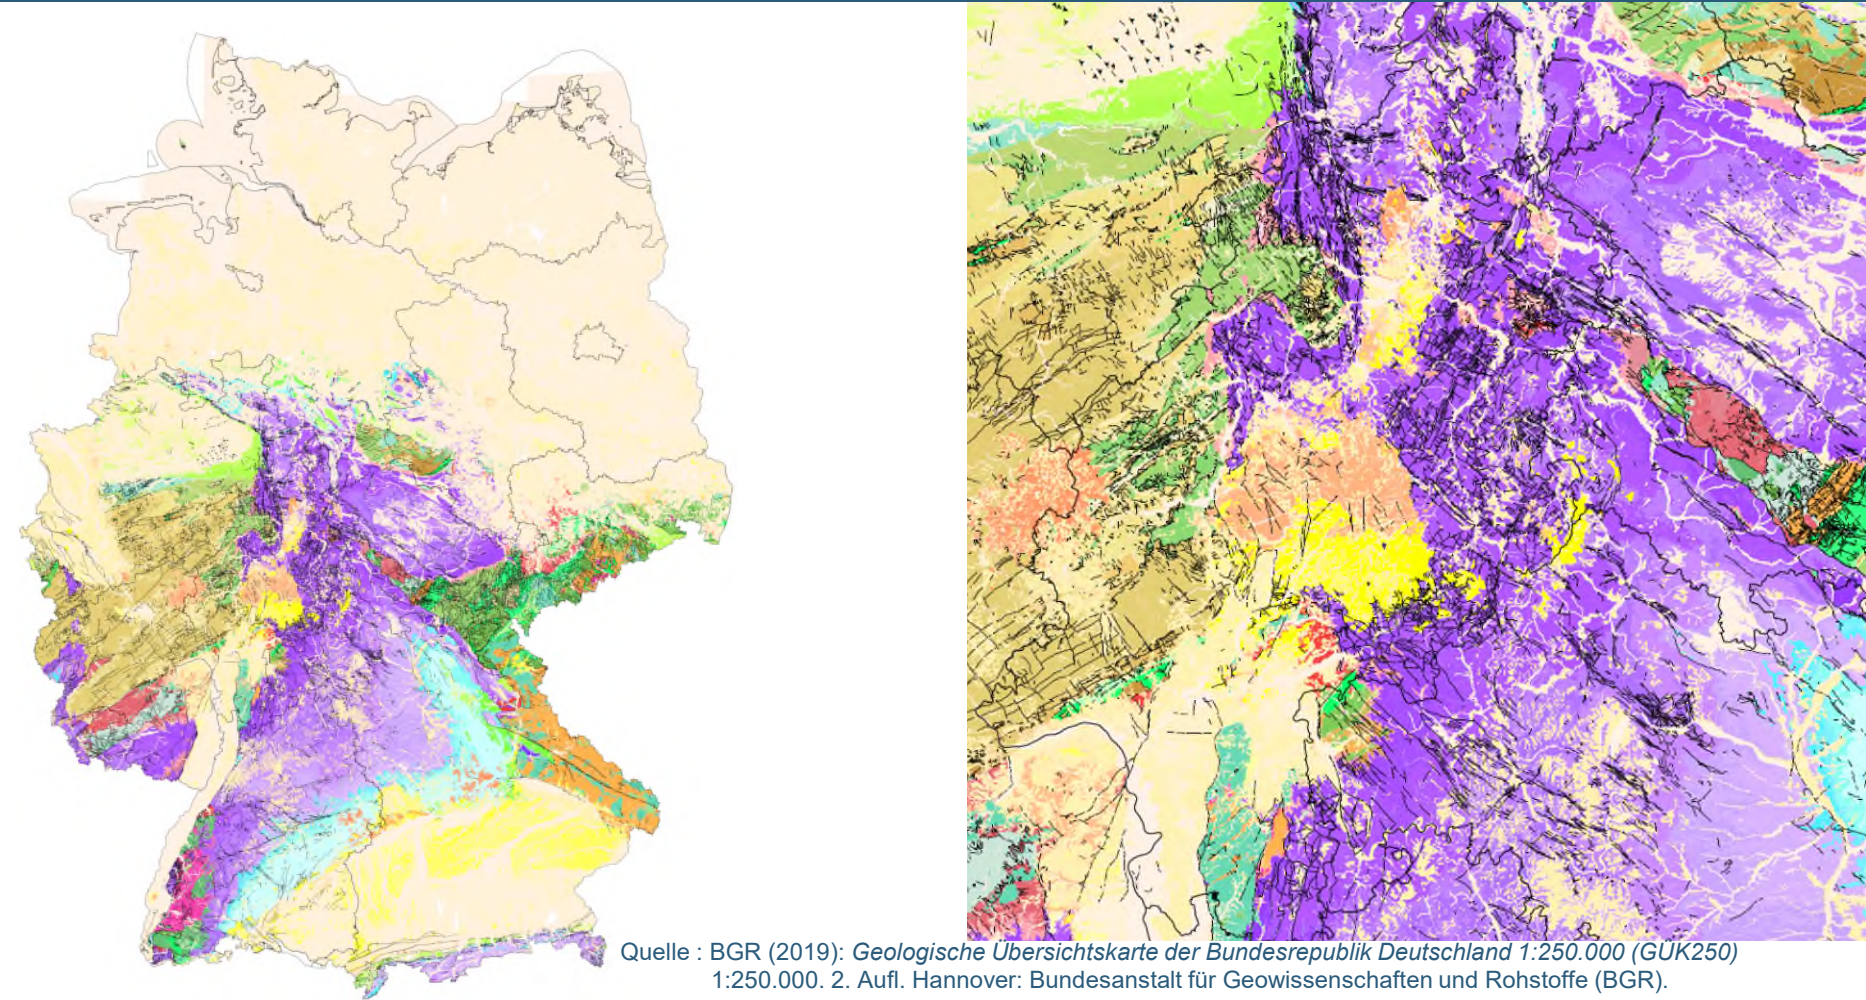 Quelle : BGR (2019): Geologische Übersichtskarte der Bundesrepublik Deutschland 1:250.000 (GÜK250)
1:250.000. 2. Aufl. Hannover: Bundesanstalt für Geowissenschaften und Rohstoffe (BGR).